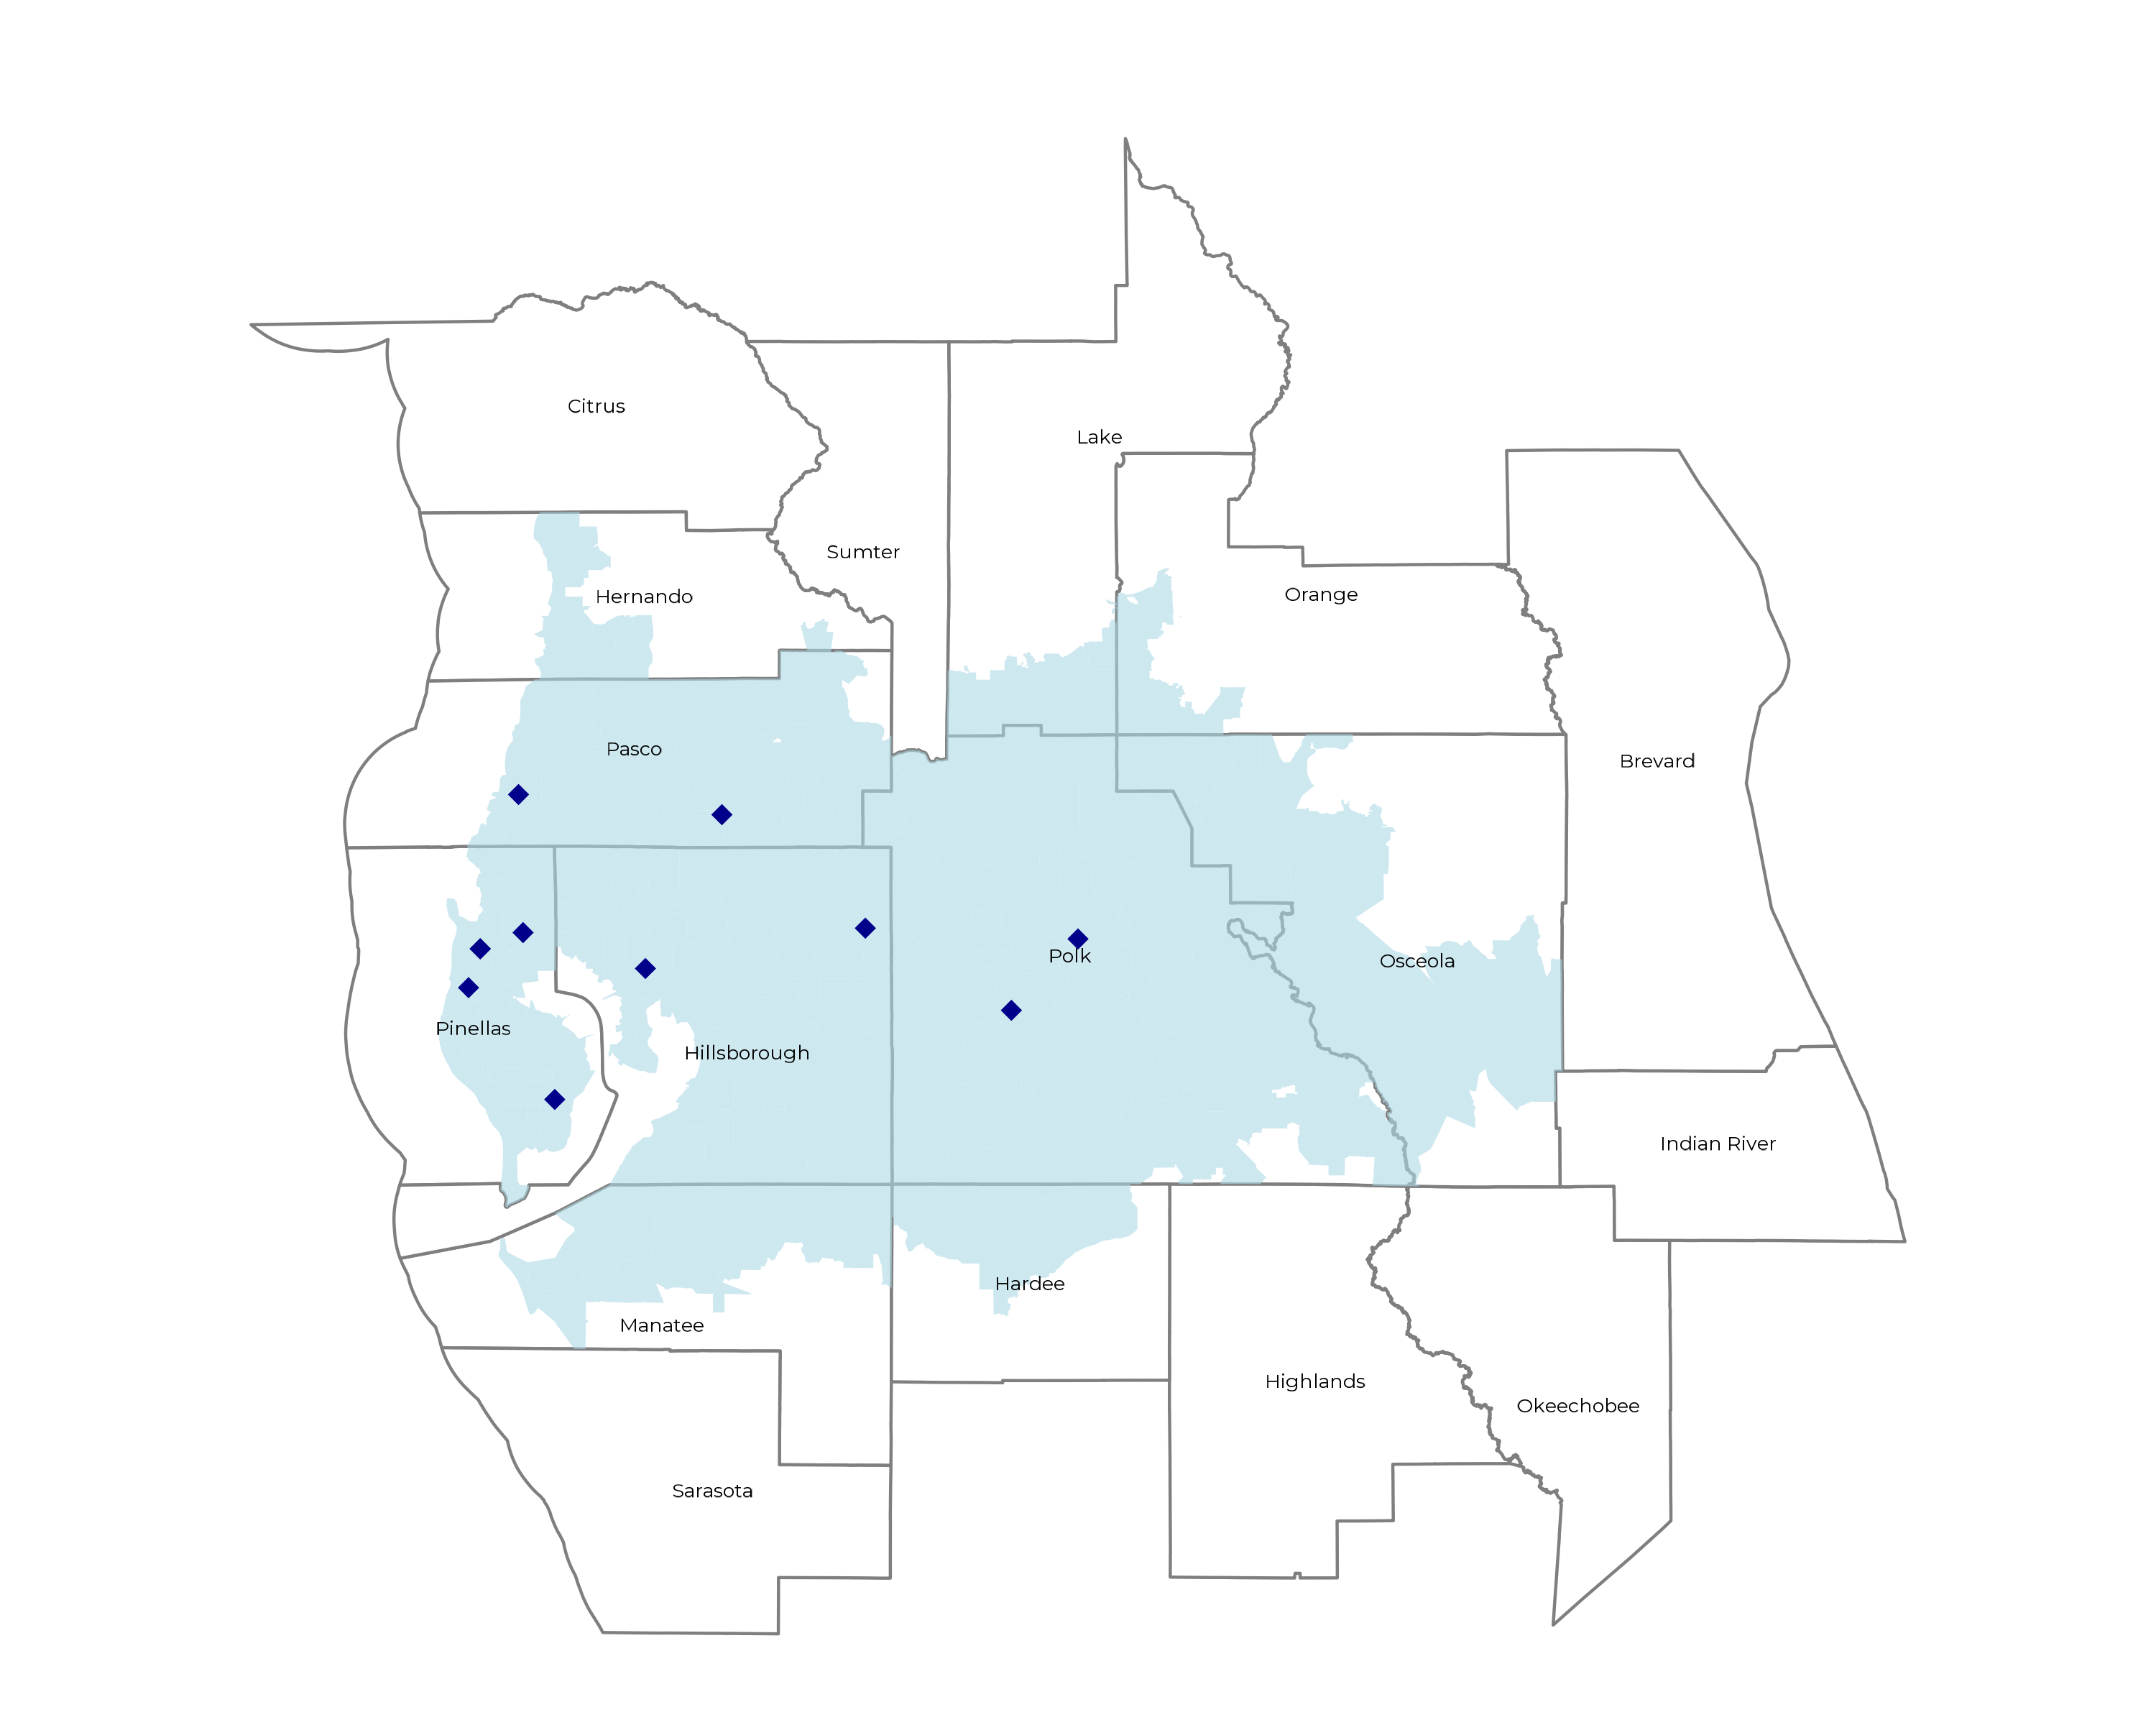 Citrus
Lake
Sumter
Orange
Hernando
Pasco
Brevard
Polk
Osceola
Pinellas
Hillsborough
Indian River
Hardee
Manatee
Highlands
Okeechobee
Sarasota